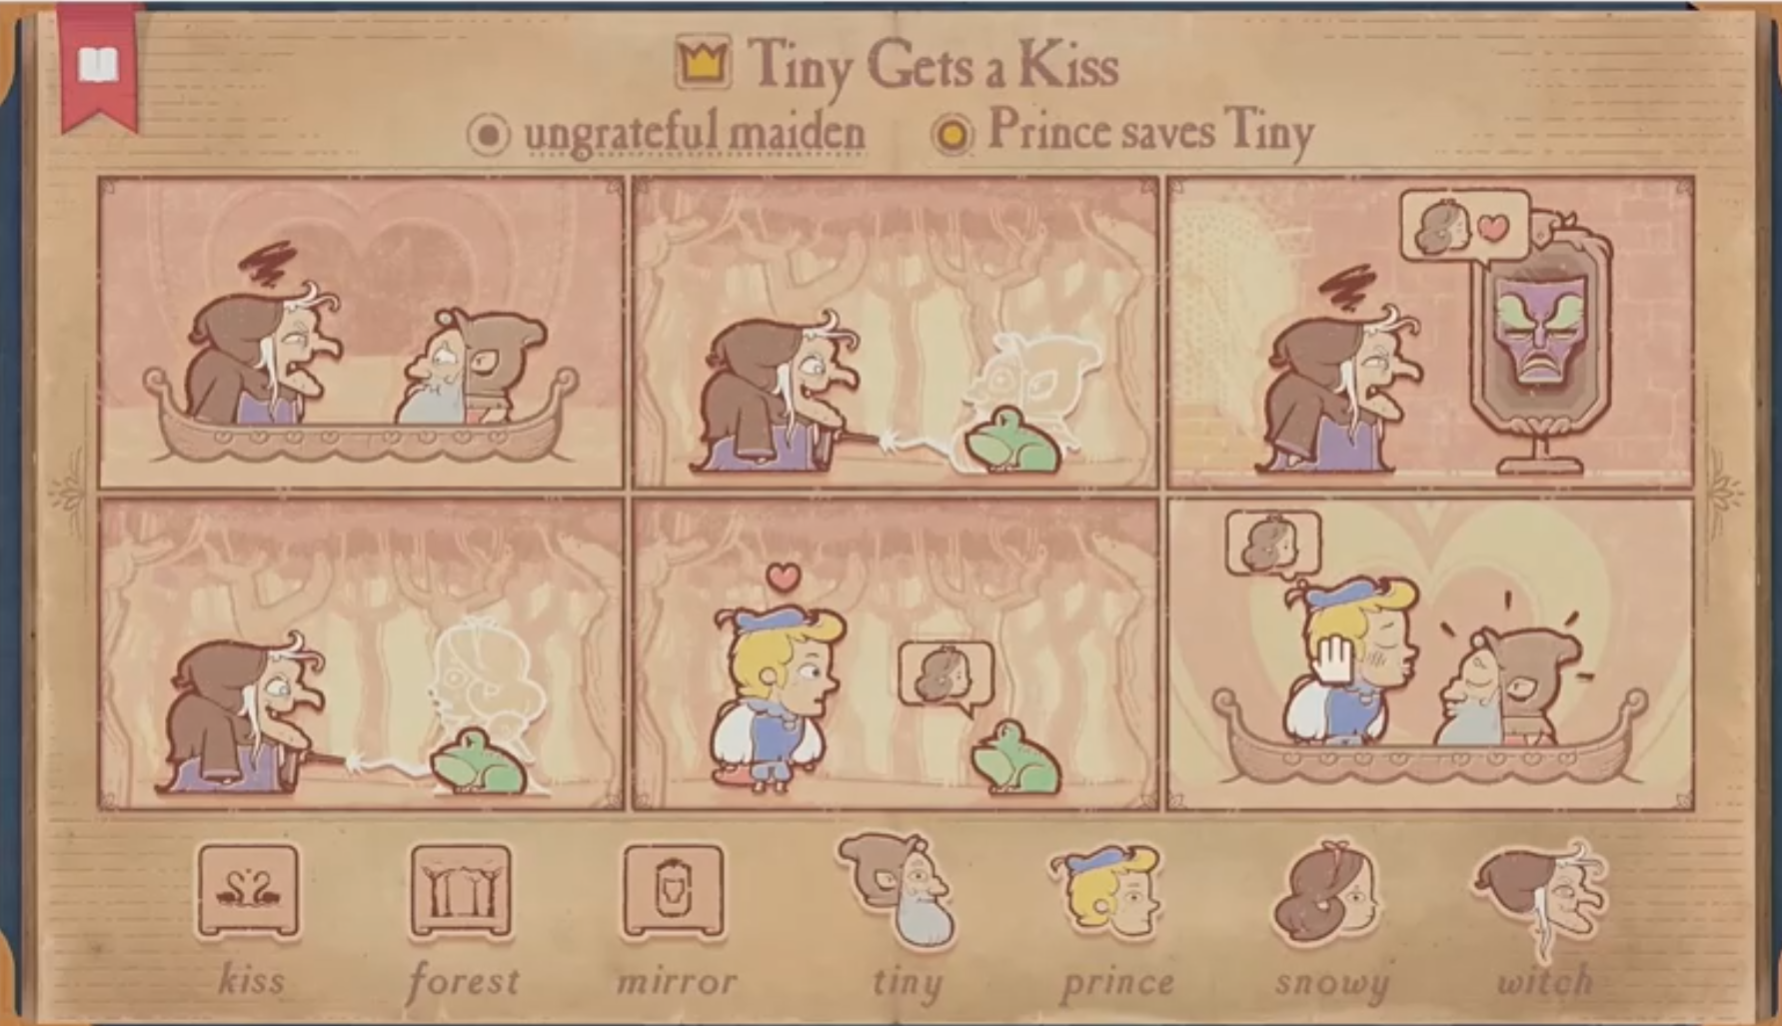 Tiny Gets a Kiss
ungrateful maiden Prince saves Tiny
kiss forest mirror tiny prince snowy witch